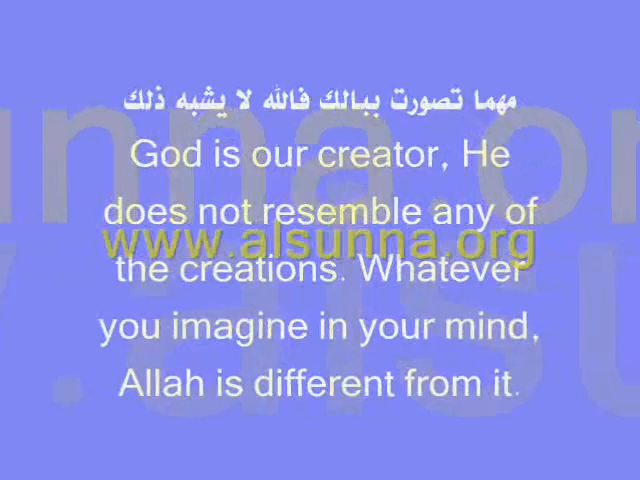 مهما تصورت ببالك فالله لا يشبه ذلك
God is our creator, He
does not resemble any of
www.alsunna.org
the creations. Whatever
you imagine in your mind,
Allah is different from it.